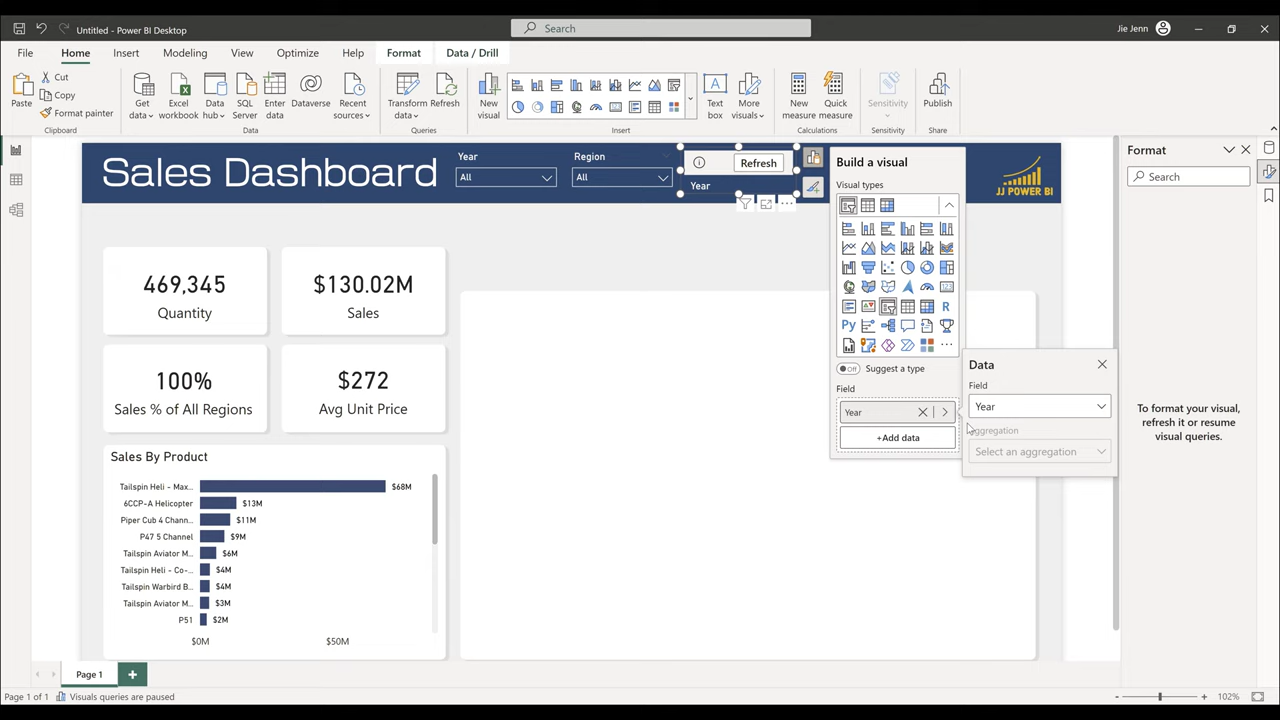 Untitled - Power BI Desktop
Search
Jie Jenn
File
Home
Insert
Modeling
View
Optimize
Help
Format
Data / Drill
Paste
Cut
Copy
Format painter
Clipboard
Get data
Excel workbook
Data hub
SQL Server
Enter data
Dataverse
Recent sources
Data
Transform data
Refresh
Queries
New visual
Text box
More visuals
Insert
New measure
Quick measure
Calculations
Sensitivity
Sensitivity
Publish
Share
Sales Dashboard
Year
All
Region
All
Refresh
Year
JJ POWER BI
469,345
Quantity
$130.02M
Sales
100%
Sales % of All Regions
$272
Avg Unit Price
Sales By Product
Tailspin Heli - Max... $68M
6CCP-A Helicopter $13M
Piper Cub 4 Chann... $11M
P47 5 Channel $9M
Tailspin Aviator M... $6M
Tailspin Heli - Co-... $4M
Tailspin Warbird B... $4M
Tailspin Aviator M... $3M
P51 $2M
$0M $50M
Build a visual
Visual types
123
R
Py
Suggest a type
Off
Field
Year
+Add data
Data
Field
Year
Aggregation
Select an aggregation
Format
Search
To format your visual,
refresh it or resume
visual queries.
Page 1
Page 1 of 1
Visuals queries are paused
102%